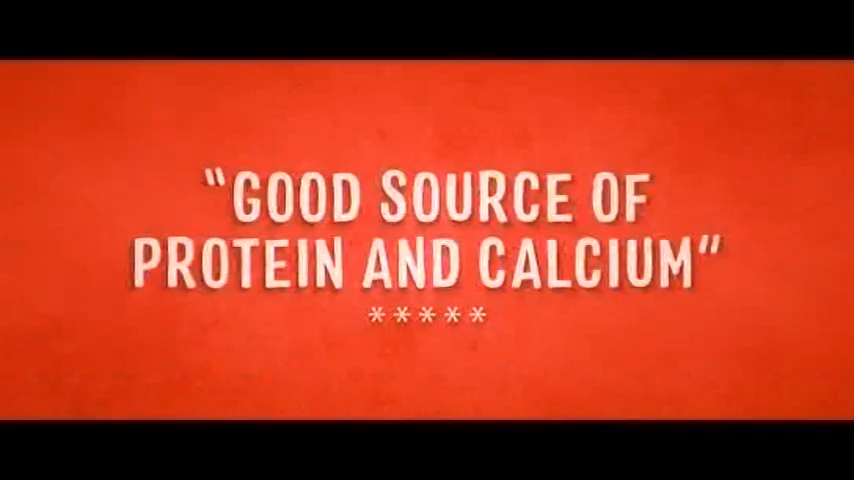 “GOOD SOURCE OF
PROTEIN AND CALCIUM”
*****